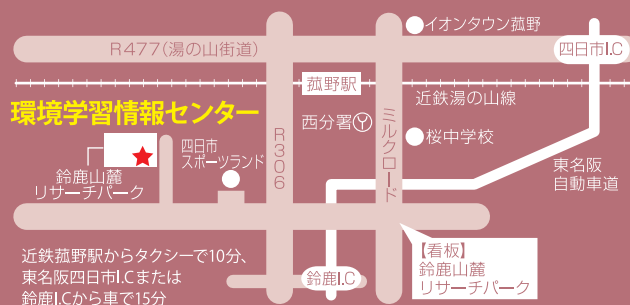 イオンタウン菰野
R477(湯の山街道)
四日市I.C
菰野駅
近鉄湯の山線
環境学習情報センター
西分署
ミルクロード
桜中学校
R306
四日市
スポーツランド
鈴鹿山麓
リサーチパーク
東名阪
自動車道
近鉄菰野駅からタクシーで10分、
東名阪四日市I.Cまたは
鈴鹿I.Cから車で15分
鈴鹿I.C
【看板】
鈴鹿山麓
リサーチパーク